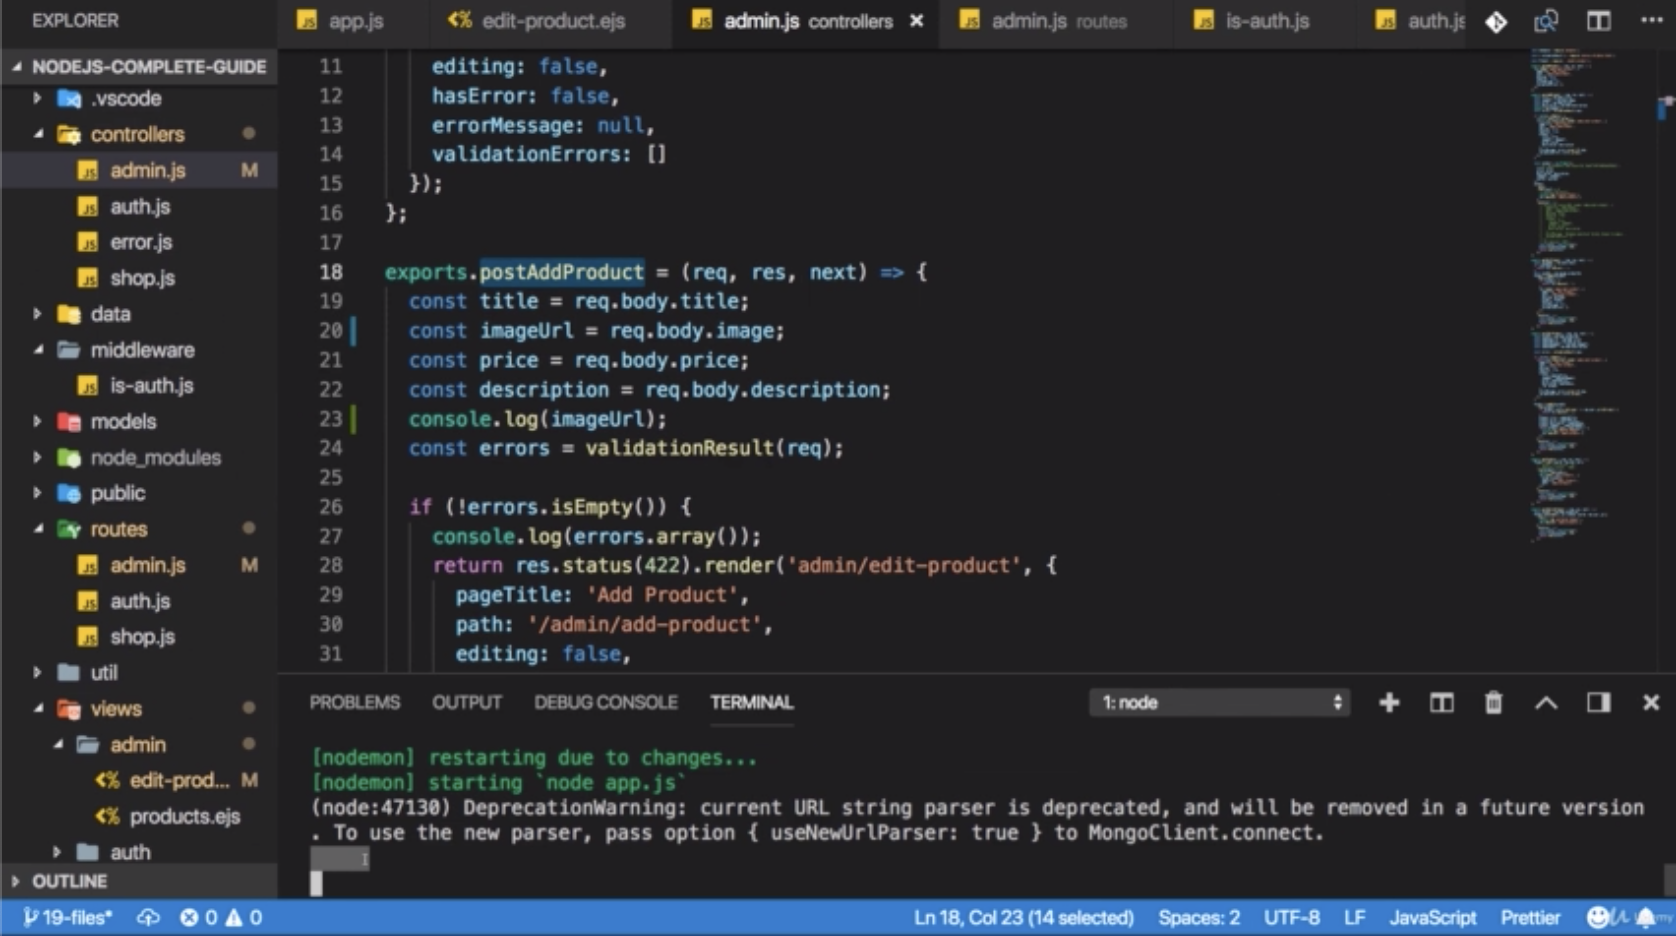 EXPLORER
NODEJS-COMPLETE-GUIDE
.vscode
controllers
admin.js M
auth.js
error.js
shop.js
data
middleware
is-auth.js
models
node_modules
public
routes
admin.js M
auth.js
shop.js
util
views
admin
edit-prod... M
products.ejs
auth
OUTLINE
app.js edit-product.ejs admin.js controllers × admin.js routes is-auth.js auth.js
11 editing: false,
12 hasError: false,
13 errorMessage: null,
14 validationErrors: []
15 });
16 };
17
18 exports.postAddProduct = (req, res, next) => {
19 const title = req.body.title;
20 const imageUrl = req.body.image;
21 const price = req.body.price;
22 const description = req.body.description;
23 console.log(imageUrl);
24 const errors = validationResult(req);
25
26 if (!errors.isEmpty()) {
27 console.log(errors.array());
28 return res.status(422).render('admin/edit-product', {
29 pageTitle: 'Add Product',
30 path: '/admin/add-product',
31 editing: false,
PROBLEMS OUTPUT DEBUG CONSOLE TERMINAL 1: node
[nodemon] restarting due to changes...
[nodemon] starting `node app.js`
(node:47130) DeprecationWarning: current URL string parser is deprecated, and will be removed in a future version
. To use the new parser, pass option { useNewUrlParser: true } to MongoClient.connect.
19-files* 0 0 Ln 18, Col 23 (14 selected) Spaces: 2 UTF-8 LF JavaScript Prettier